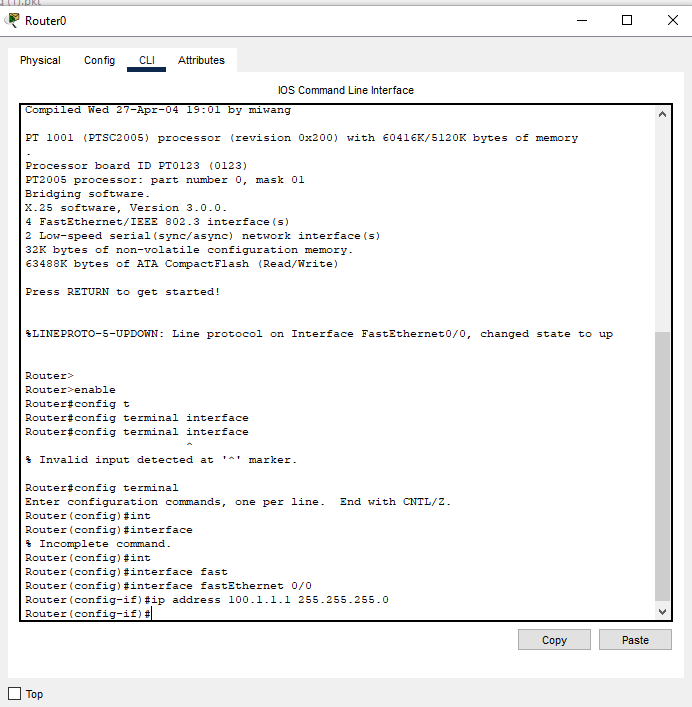 g (1).pkt
Router0
Physical Config CLI Attributes
IOS Command Line Interface
Compiled Wed 27-Apr-04 19:01 by miwang
PT 1001 (PTSC2005) processor (revision 0x200) with 60416K/5120K bytes of memory
.
Processor board ID PT0123 (0123)
PT2005 processor: part number 0, mask 01
Bridging software.
X.25 software, Version 3.0.0.
4 FastEthernet/IEEE 802.3 interface(s)
2 Low-speed serial(sync/async) network interface(s)
32K bytes of non-volatile configuration memory.
63488K bytes of ATA CompactFlash (Read/Write)
Press RETURN to get started!
%LINEPROTO-5-UPDOWN: Line protocol on Interface FastEthernet0/0, changed state to up
Router>
Router>enable
Router#config t
Router#config terminal interface
Router#config terminal interface
^
% Invalid input detected at '^' marker.
Router#config terminal
Enter configuration commands, one per line.  End with CNTL/Z.
Router(config)#int
Router(config)#interface
% Incomplete command.
Router(config)#int
Router(config)#interface fast
Router(config)#interface fastEthernet 0/0
Router(config-if)#ip address 100.1.1.1 255.255.255.0
Router(config-if)#
Copy Paste
Top